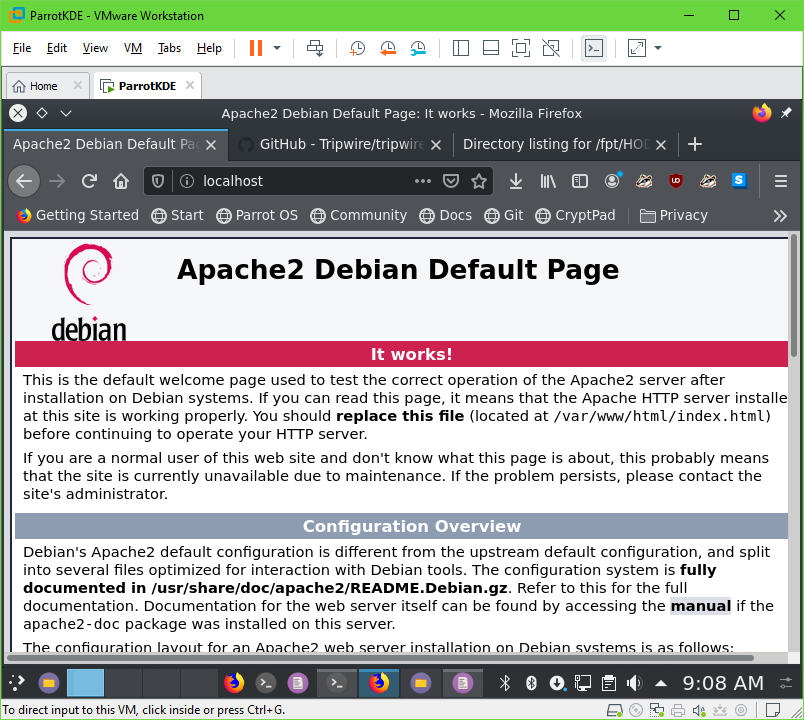 ParrotKDE - VMware Workstation
File Edit View VM Tabs Help
Home ParrotKDE
Apache2 Debian Default Page: It works - Mozilla Firefox
Apache2 Debian Default Pa GitHub - Tripwire/tripwire Directory listing for /fpt/HOD
localhost
Getting Started Start Parrot OS Community Docs Git CryptPad Privacy
debian
Apache2 Debian Default Page
It works!
This is the default welcome page used to test the correct operation of the Apache2 server after
installation on Debian systems. If you can read this page, it means that the Apache HTTP server installe
at this site is working properly. You should replace this file (located at /var/www/html/index.html)
before continuing to operate your HTTP server.
If you are a normal user of this web site and don't know what this page is about, this probably means
that the site is currently unavailable due to maintenance. If the problem persists, please contact the
site's administrator.
Configuration Overview
Debian's Apache2 default configuration is different from the upstream default configuration, and split
into several files optimized for interaction with Debian tools. The configuration system is fully
documented in /usr/share/doc/apache2/README.Debian.gz. Refer to this for the full
documentation. Documentation for the web server itself can be found by accessing the manual if the
apache2-doc package was installed on this server.
The configuration layout for an Apache2 web server installation on Debian systems is as follows:
9:08 AM
To direct input to this VM, click inside or press Ctrl+G.